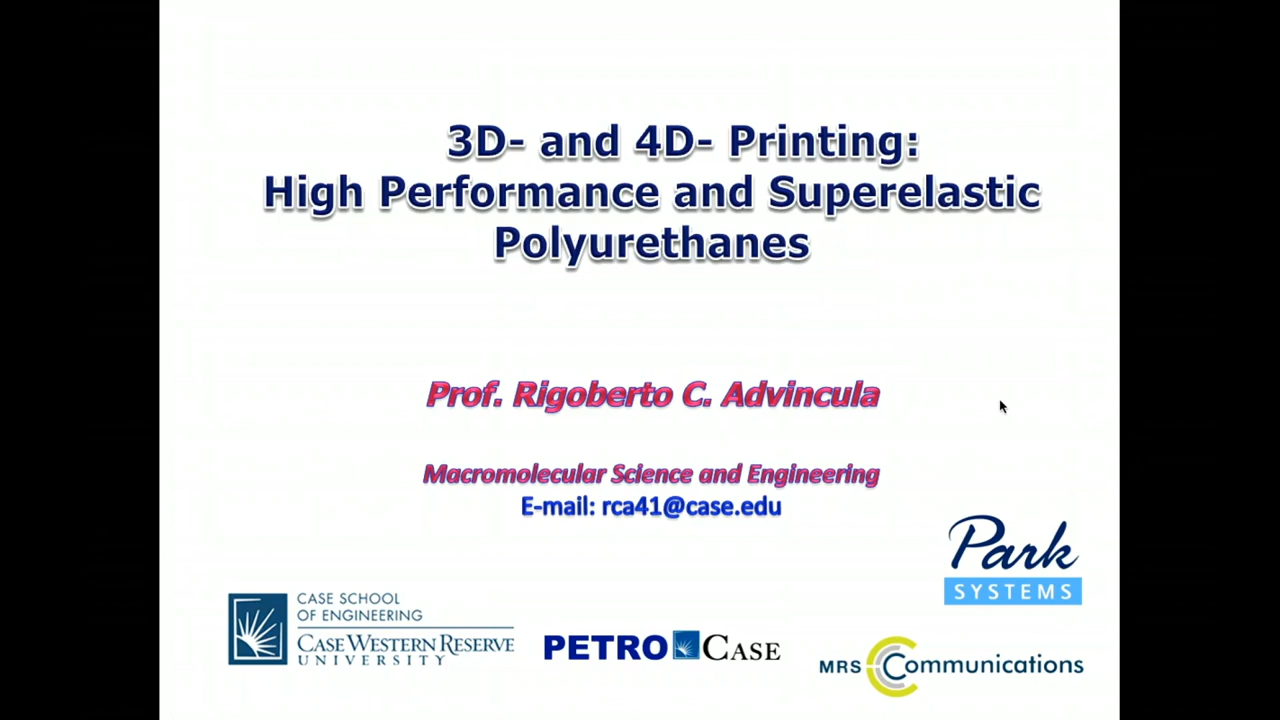 3D- and 4D- Printing:
High Performance and Superelastic
Polyurethanes
Prof. Rigoberto C. Advincula
Macromolecular Science and Engineering
E-mail: rca41@case.edu
Park
SYSTEMS
CASE SCHOOL
OF ENGINEERING
CASE WESTERN RESERVE
UNIVERSITY
PETRO CASE
MRS Communications